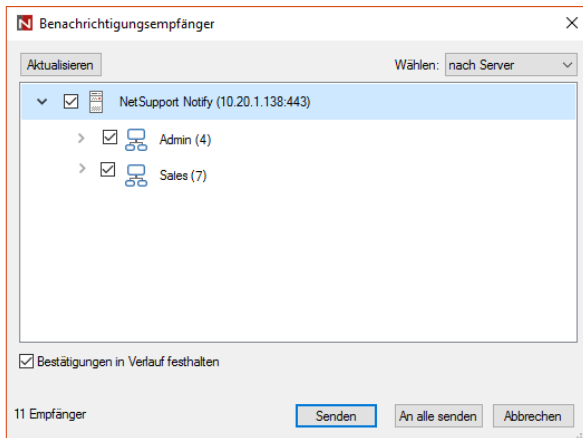 Benachrichtigungsempfänger
Aktualisieren Wählen: nach Server
NetSupport Notify (10.20.1.138:443)
Admin (4)
Sales (7)
Bestätigungen in Verlauf festhalten
11 Empfänger Senden An alle senden Abbrechen